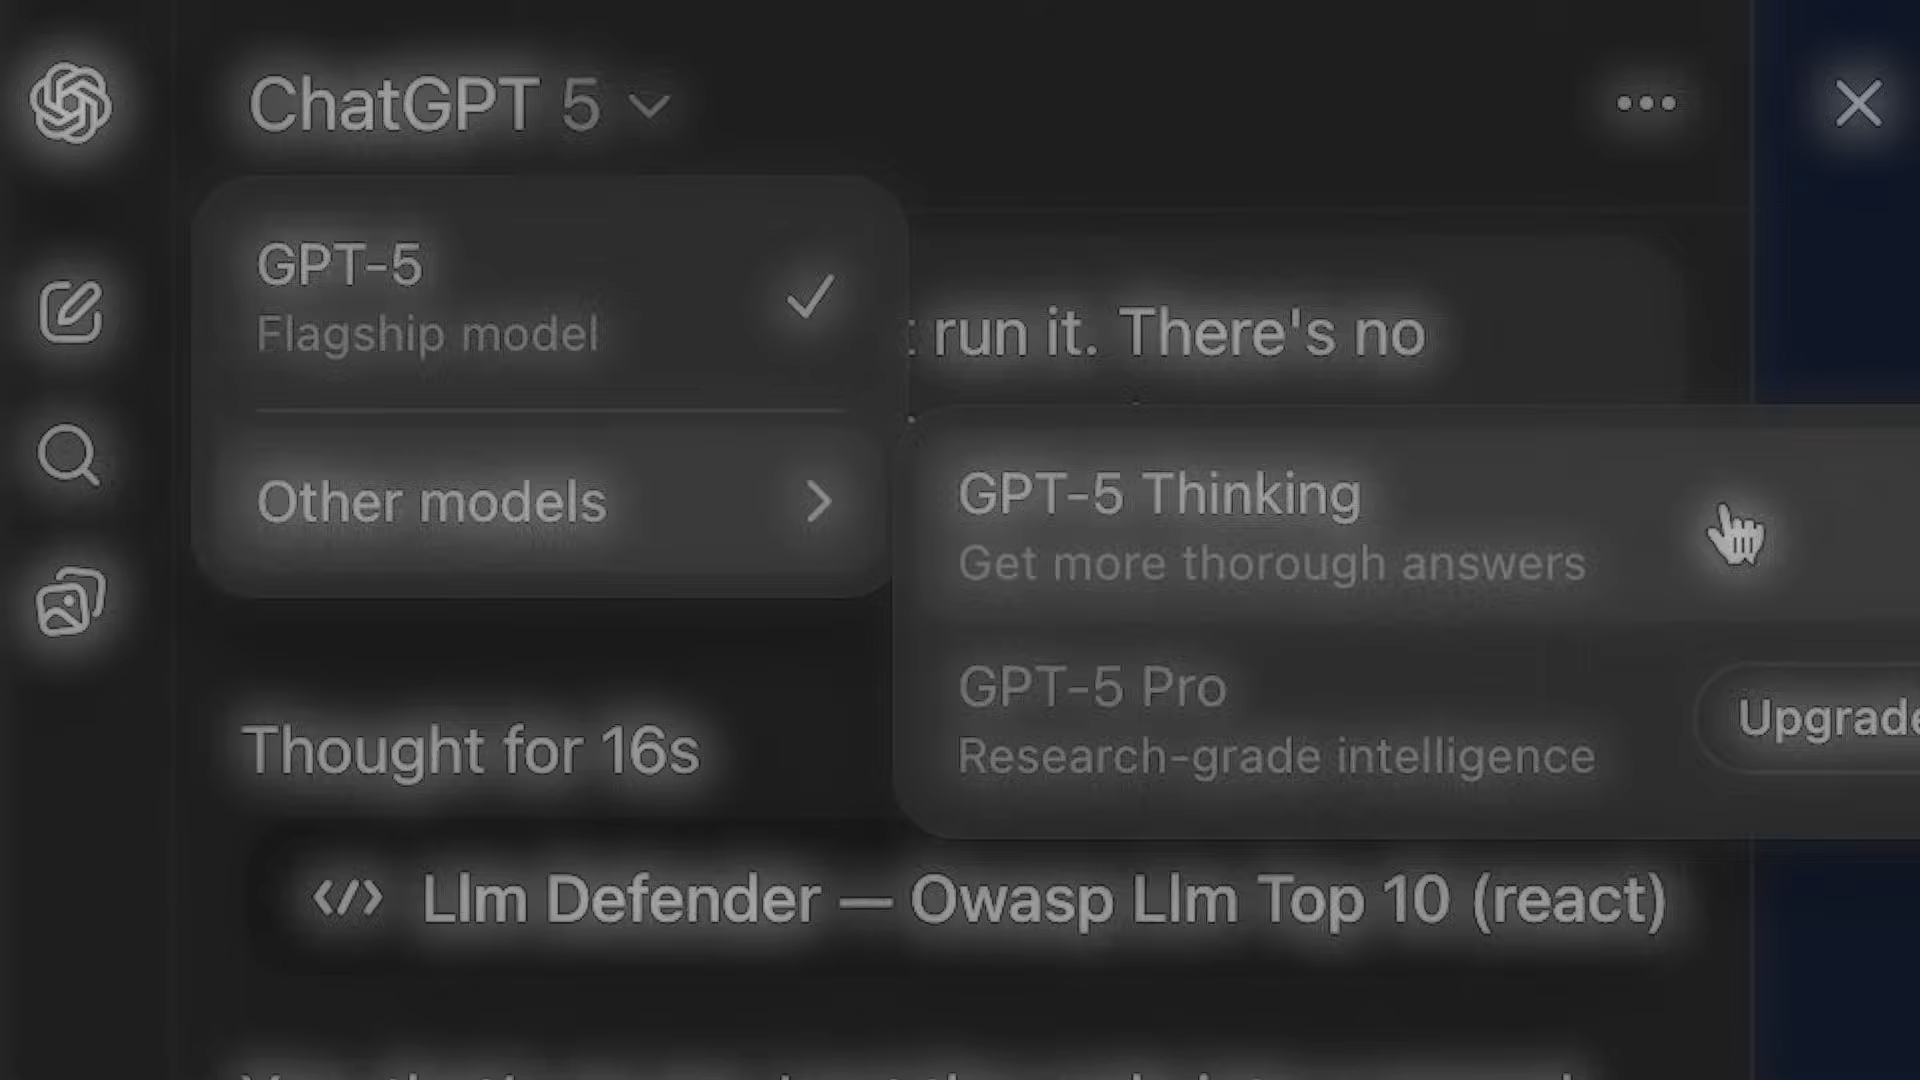 ChatGPT 5
GPT-5
Flagship model
run it. There's no
Other models
GPT-5 Thinking
Get more thorough answers
GPT-5 Pro
Research-grade intelligence
Upgrade
Thought for 16s
</> Llm Defender — Owasp Llm Top 10 (react)